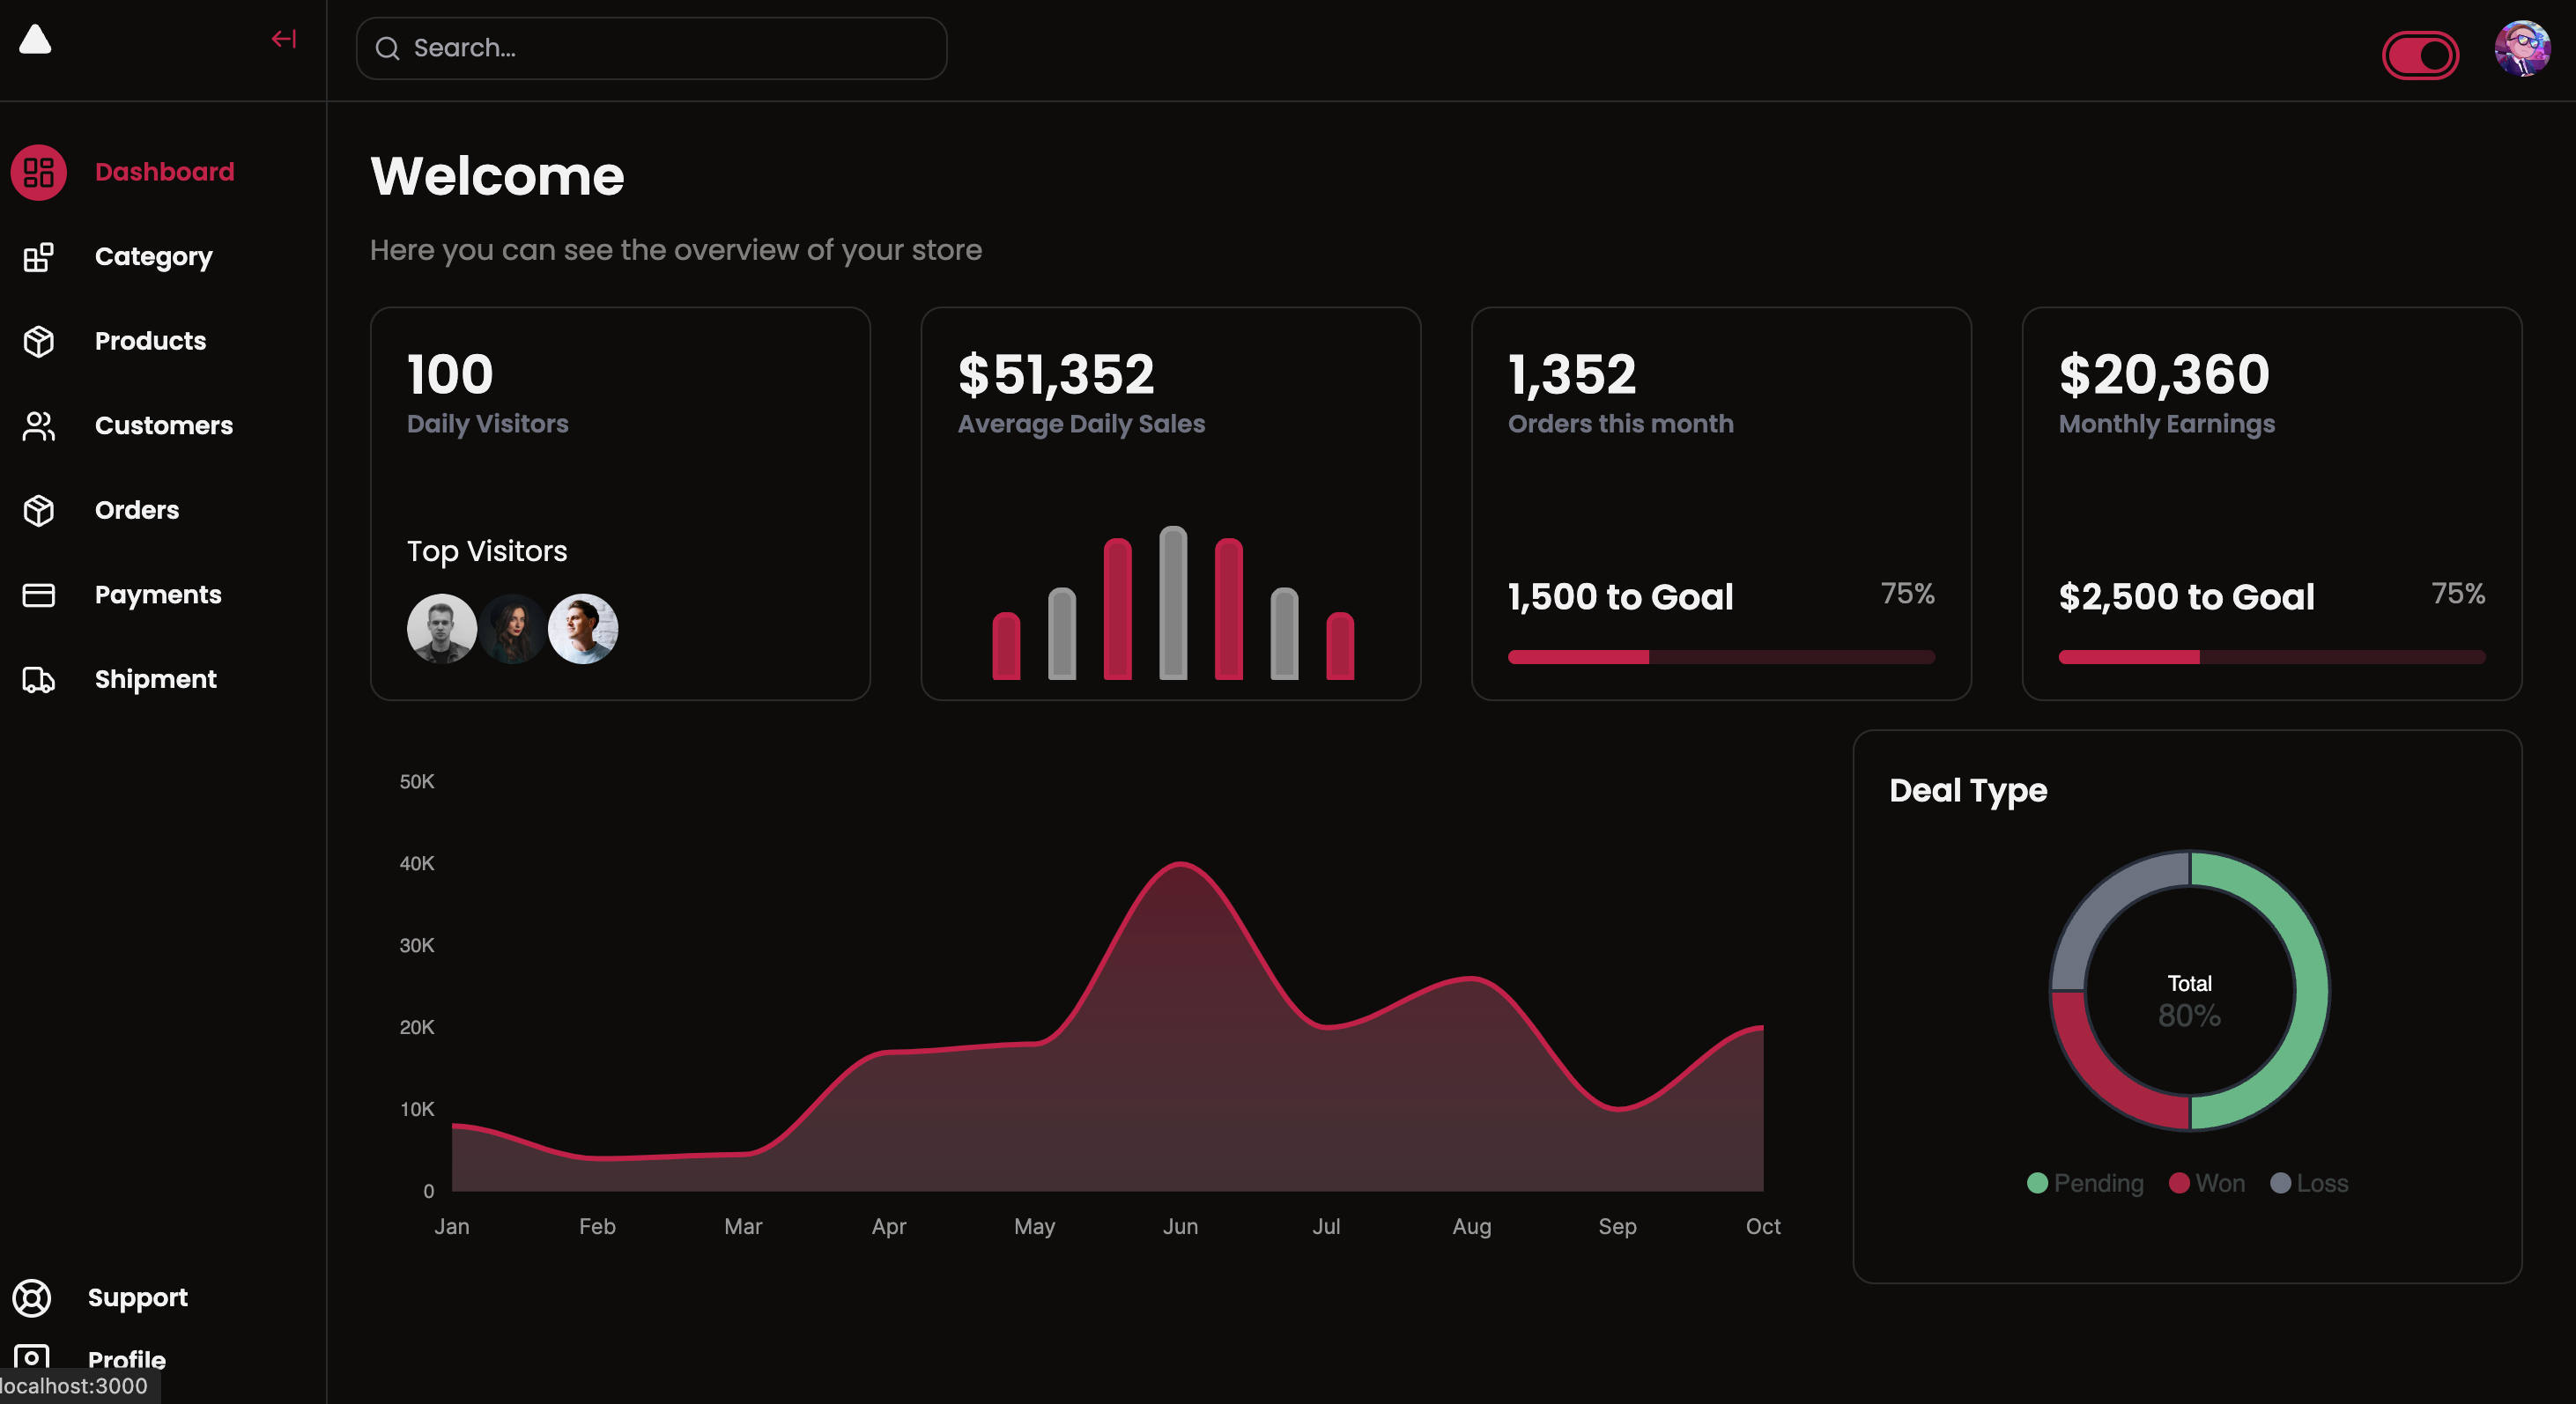 Search...
Dashboard
Category
Products
Customers
Orders
Payments
Shipment
Support
Profile
localhost:3000
Welcome
Here you can see the overview of your store
100
Daily Visitors
Top Visitors
$51,352
Average Daily Sales
1,352
Orders this month
1,500 to Goal 75%
$20,360
Monthly Earnings
$2,500 to Goal 75%
50K
40K
30K
20K
10K
0
Jan Feb Mar Apr May Jun Jul Aug Sep Oct
Deal Type
Total
80%
Pending Won Loss